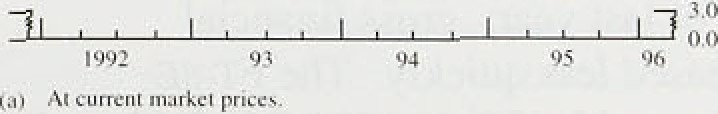 3.0
0.0
1992 93 94 95 96
(a) At current market prices.